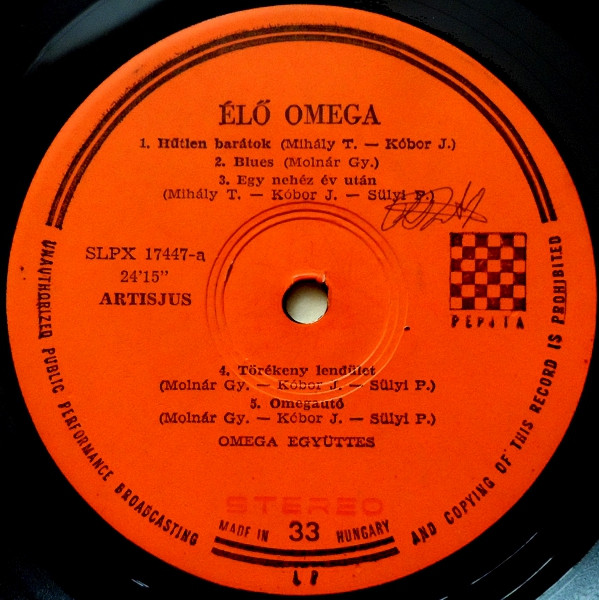 ÉLŐ OMEGA
1. Hűtlen barátok (Mihály T. — Kóbor J.)
2. Blues (Molnár Gy.)
3. Egy nehéz év után
(Mihály T. — Kóbor J. — Sülyi P.)
SLPX 17447-a
24'15"
ARTISJUS
PEPITA
4. Törékeny lendület
(Molnár Gy. — Kóbor J. — Sülyi P.)
5. Omegautó
(Molnár Gy. — Kóbor J. — Sülyi P.)
OMEGA EGYÜTTES
STEREO
MADE IN 33 HUNGARY
LP
UNAUTHORIZED PUBLIC PERFORMANCE BROADCASTING AND COPYING OF THIS RECORD IS PROHIBITED